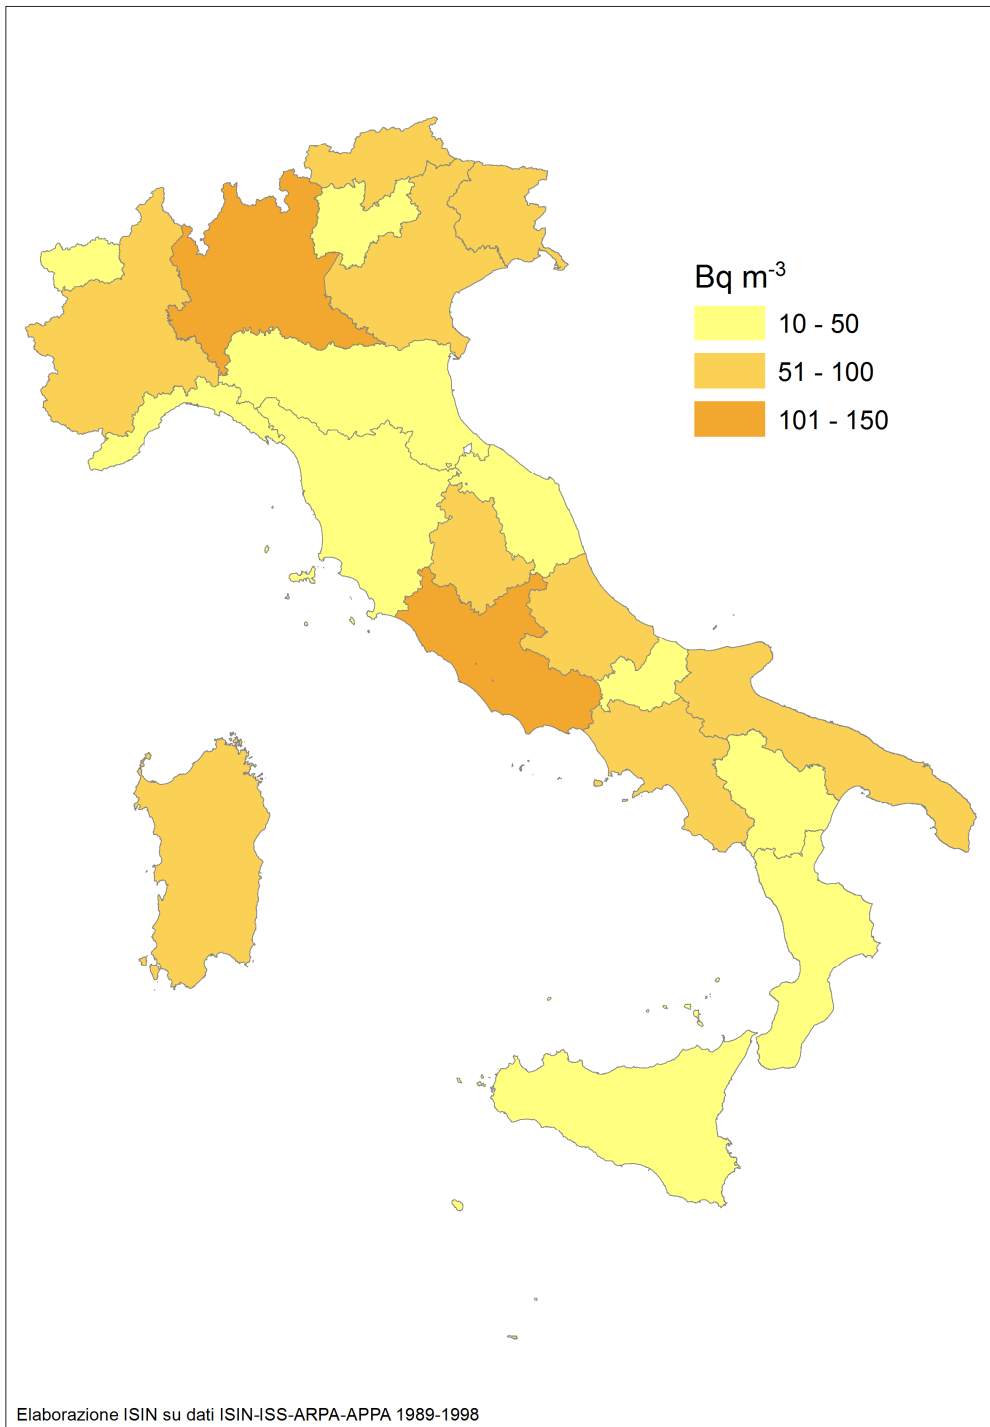 Bq m⁻³
10 - 50
51 - 100
101 - 150
Elaborazione ISIN su dati ISIN-ISS-ARPA-APPA 1989-1998